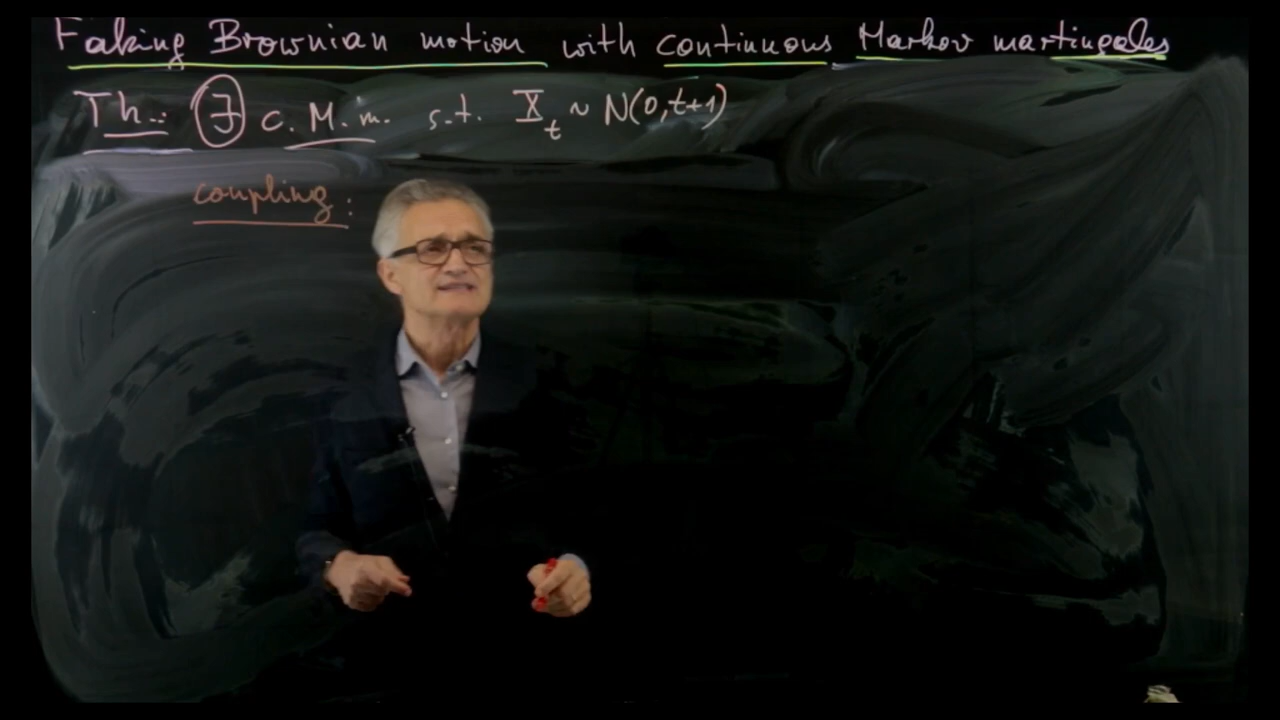 Faking Brownian motion with continuous Markov martingales
Th.: ∃ c. M. m. s.t. X_t ~ N(0,t+1)
coupling: